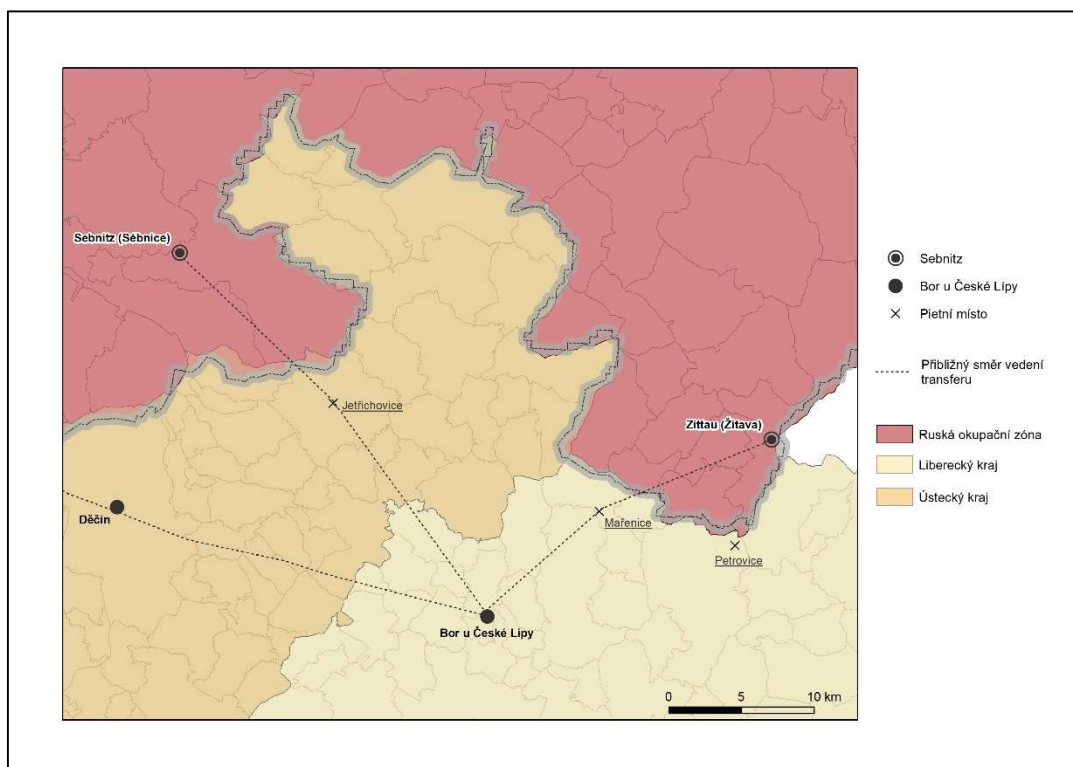 Sebnitz (Sébnice)
Jetřichovice
Zittau (Žitava)
Děčín
Mařenice
Petrovice
Bor u České Lípy
0 5 10 km
Sebnitz
Bor u České Lípy
Pietní místo
Přibližný směr vedení
transferu
Ruská okupační zóna
Liberecký kraj
Ústecký kraj